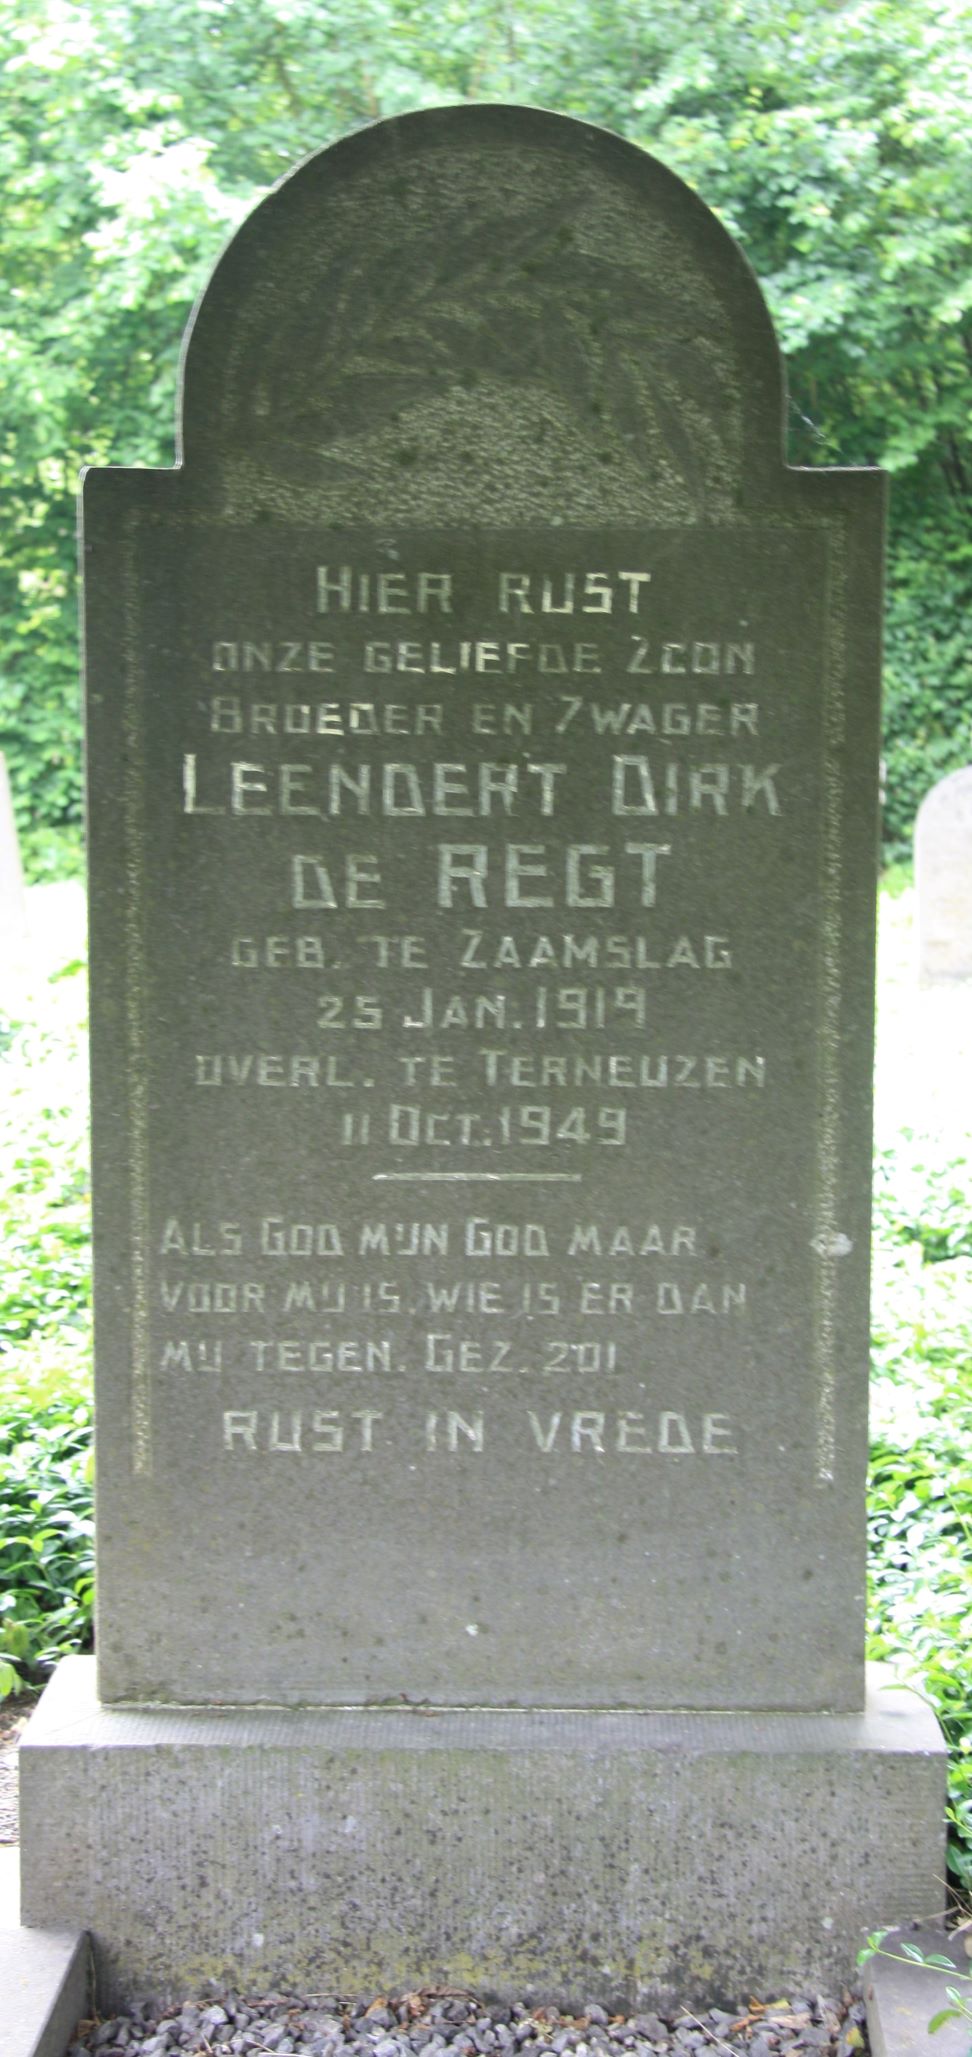 HIER RUST
ONZE GELIEFDE ZOON
BROEDER EN ZWAGER
LEENDERT DIRK
DE REGT
GEB. TE ZAAMSLAG
25 JAN. 1919
OVERL. TE TERNEUZEN
11 OCT. 1949
ALS GOD MIJN GOD MAAR
VOOR MIJ IS. WIE IS ER DAN
MIJ TEGEN. GEZ. 201
RUST IN VREDE